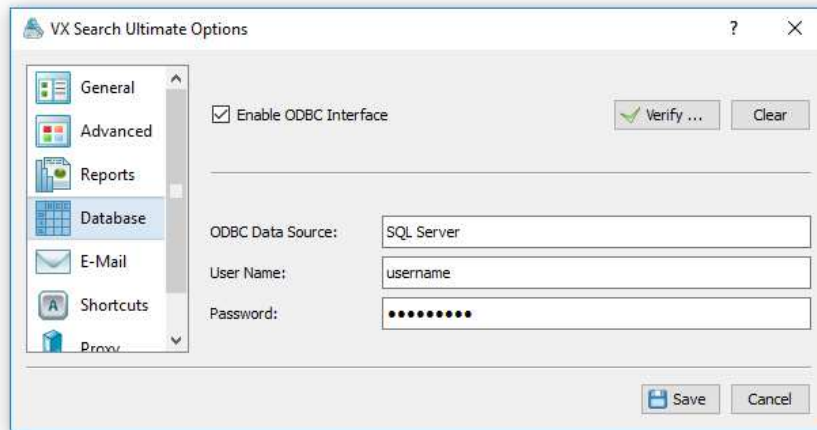 VX Search Ultimate Options
?
General
Advanced
Reports
Database
E-Mail
Shortcuts
Proxy
Enable ODBC Interface
Verify ...
Clear
ODBC Data Source:
SQL Server
User Name:
username
Password:
•••••••••
Save
Cancel